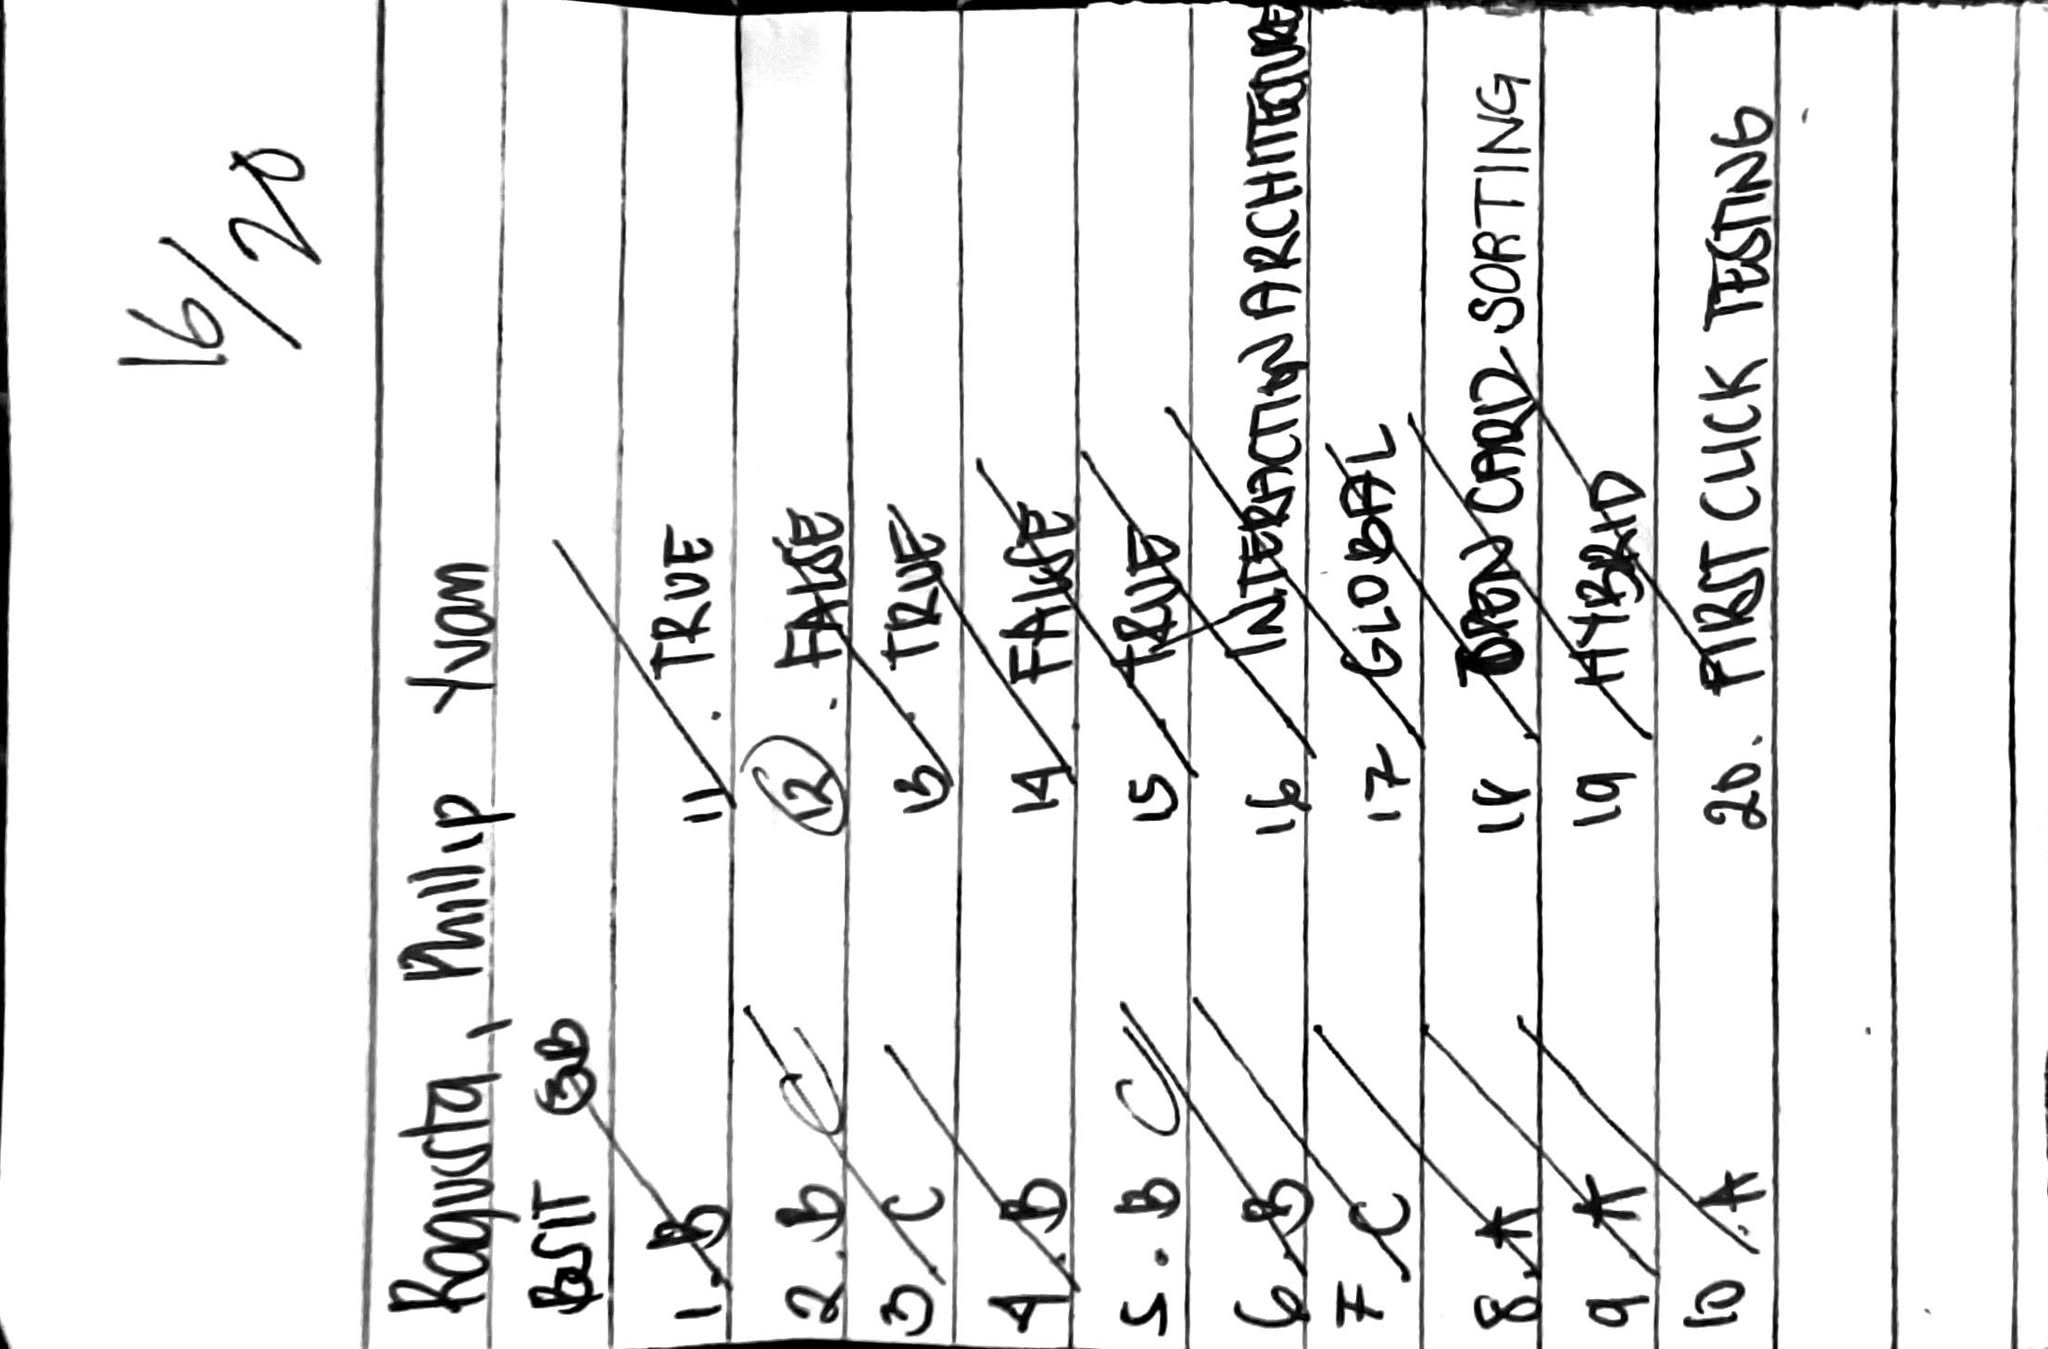 16/20
Ragusta, Phillip Yvan
BSIT 3B
1. B
2. B C
3 C
4. B
5. B C
6. B
7 C
8. A
9 A
10. A
11. TRUE
12. FALSE
13. TRUE
14. FALSE
15. TRUE
16 INTERACTION ARCHITECTURE
17 GLOBAL
18. OPEN CARD SORTING
19 HYBRID
20. FIRST CLICK TESTING